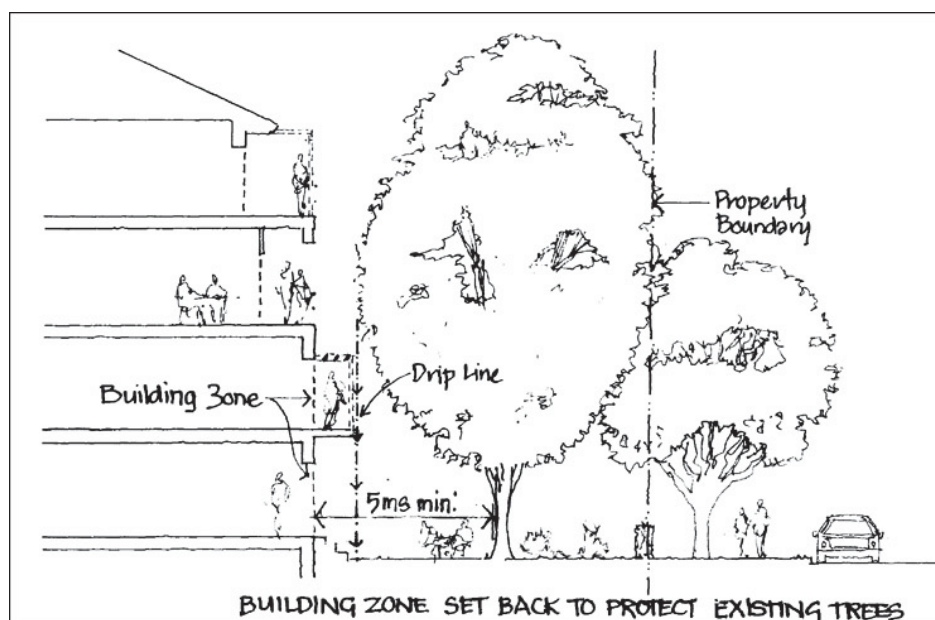 Property
Boundary
Drip Line
Building Zone
5ms min:
BUILDING ZONE SET BACK TO PROTECT EXISTING TREES